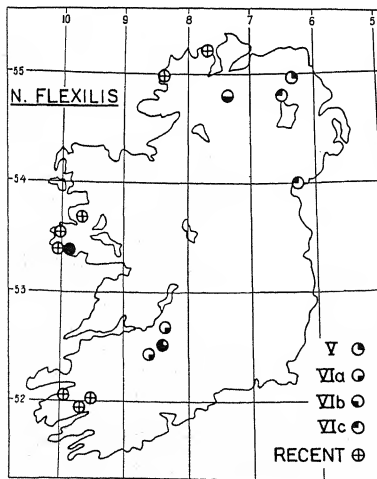 10 9 8 7 6 5
55
N. FLEXILIS
54
53
52
V
VIa
VIb
VIc
RECENT